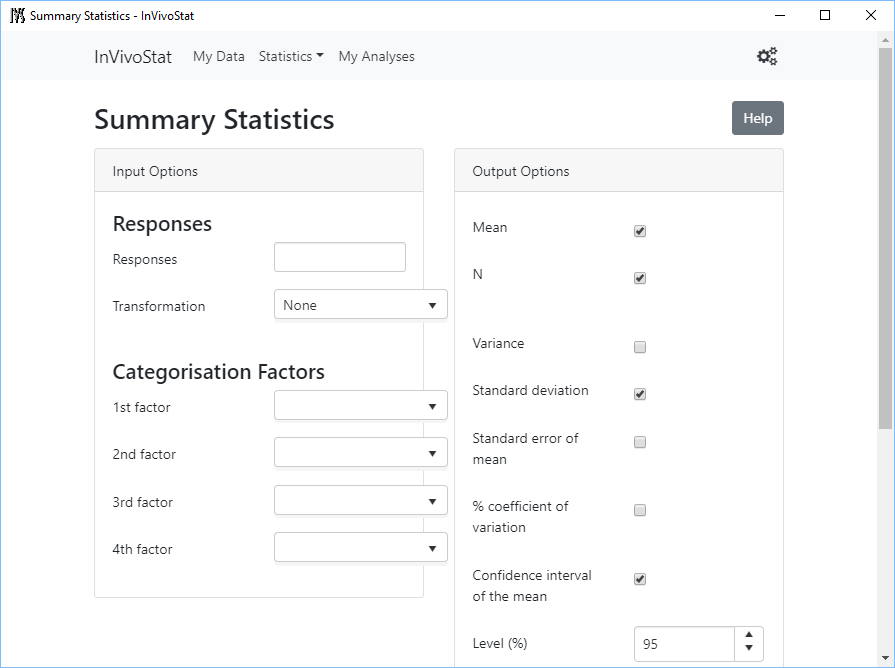 Summary Statistics - InVivoStat
InVivoStat My Data Statistics My Analyses
Summary Statistics
Help
Input Options
Responses
Responses
Transformation None
Categorisation Factors
1st factor
2nd factor
3rd factor
4th factor
Output Options
Mean
N
Variance
Standard deviation
Standard error of
mean
% coefficient of
variation
Confidence interval
of the mean
Level (%) 95